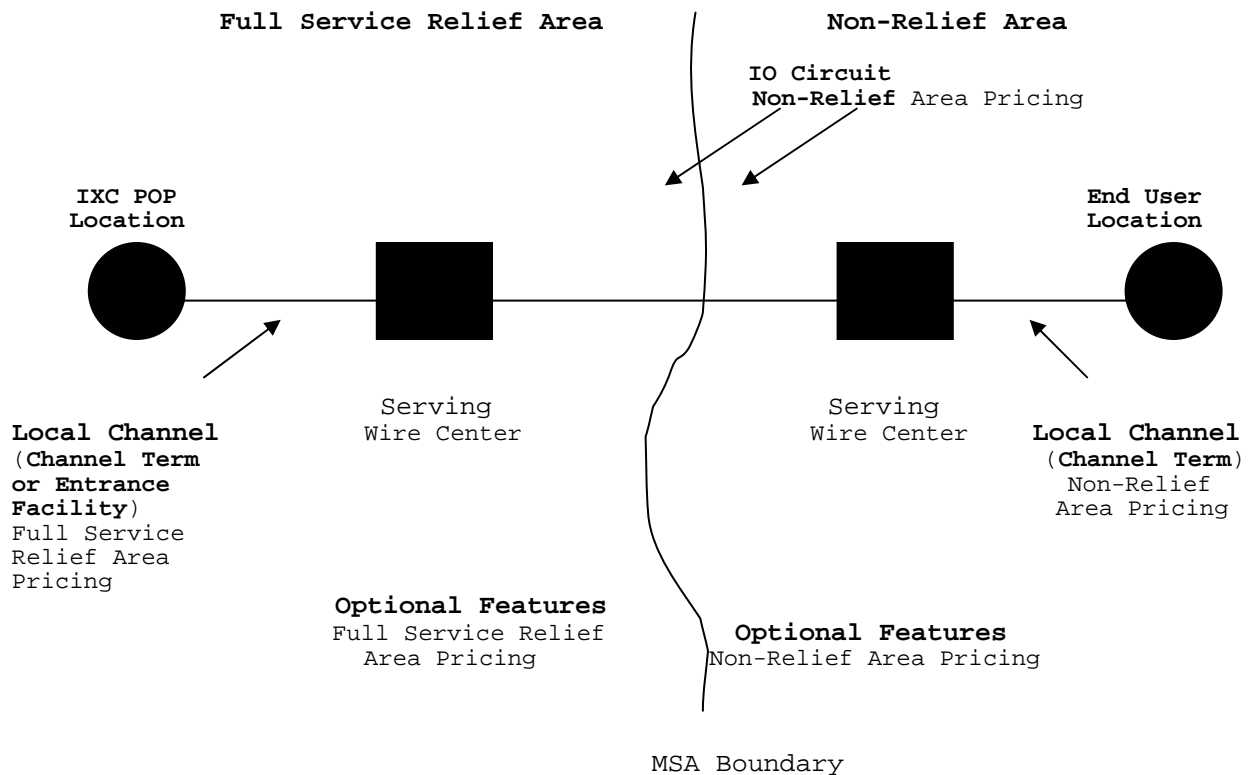 Full Service Relief Area
Non-Relief Area
IO Circuit
Non-Relief Area Pricing
IXC POP
Location
End User
Location
Serving
Wire Center
Serving
Wire Center
Local Channel
(Channel Term
or Entrance
Facility)
Full Service
Relief Area
Pricing
Local Channel
(Channel Term)
Non-Relief
Area Pricing
Optional Features
Full Service Relief
Area Pricing
Optional Features
Non-Relief Area Pricing
MSA Boundary